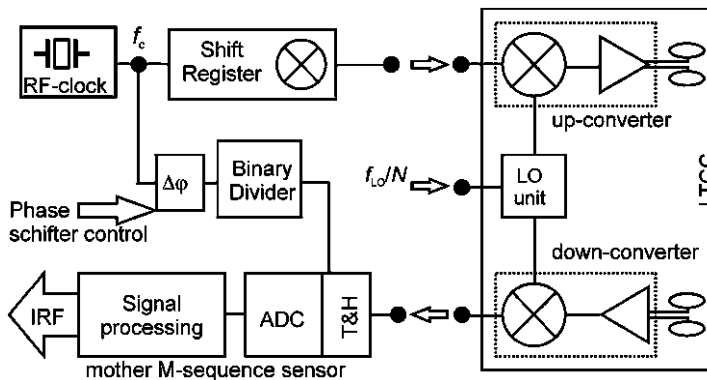 f_c
Shift
Register
RF-clock
up-converter
Δφ
Binary
Divider
f_LO/N
LO
unit
LTCC
Phase
schifter control
down-converter
IRF
Signal
processing
ADC
T&H
mother M-sequence sensor